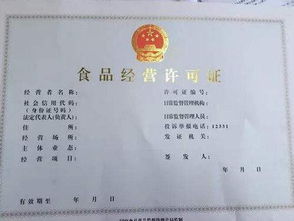 食品经营许可证
经营者名称: 许可证编号:
社会信用代码: 日常监督管理机构:
(身份证号码)
法定代表人(负责人): 日常监督管理人员:
住所: 投诉举报电话: 12331
经营场所: 发证机关:
主体业态:
经营项目: 签发人:
年 月 日
有效期至 年 月 日